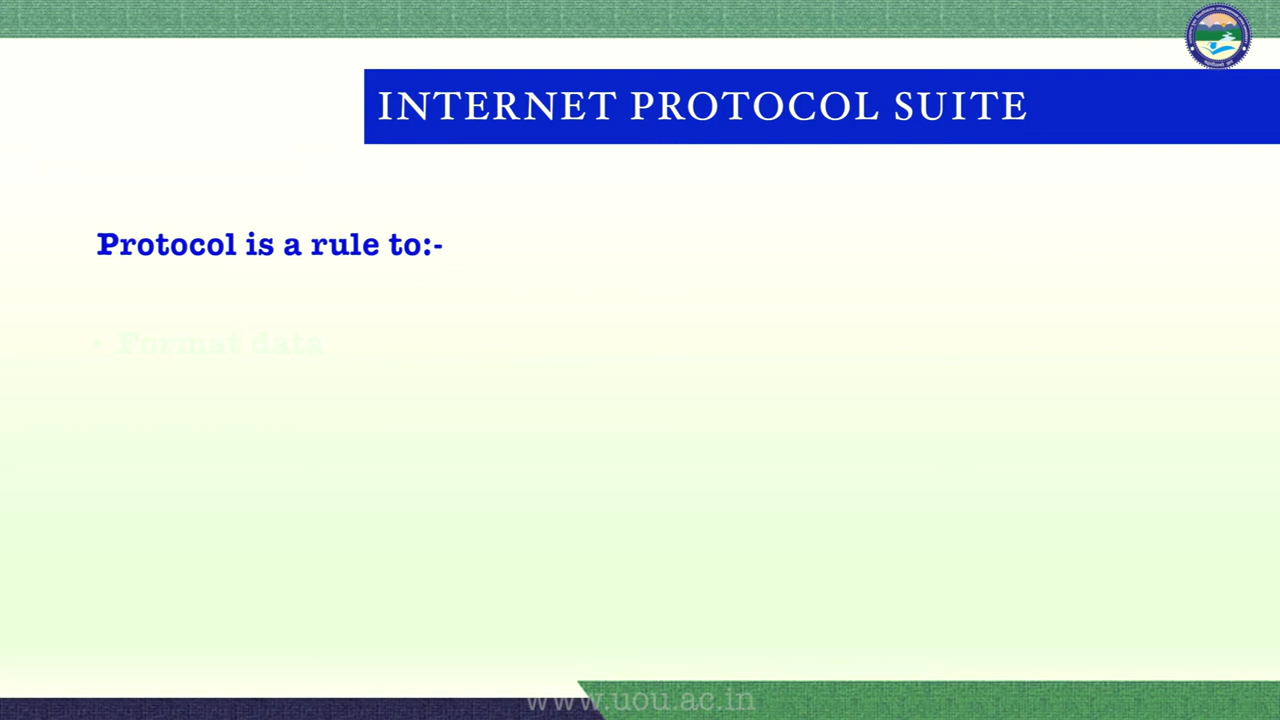 INTERNET PROTOCOL SUITE
Protocol is a rule to:-
• Format data
www.uou.ac.in